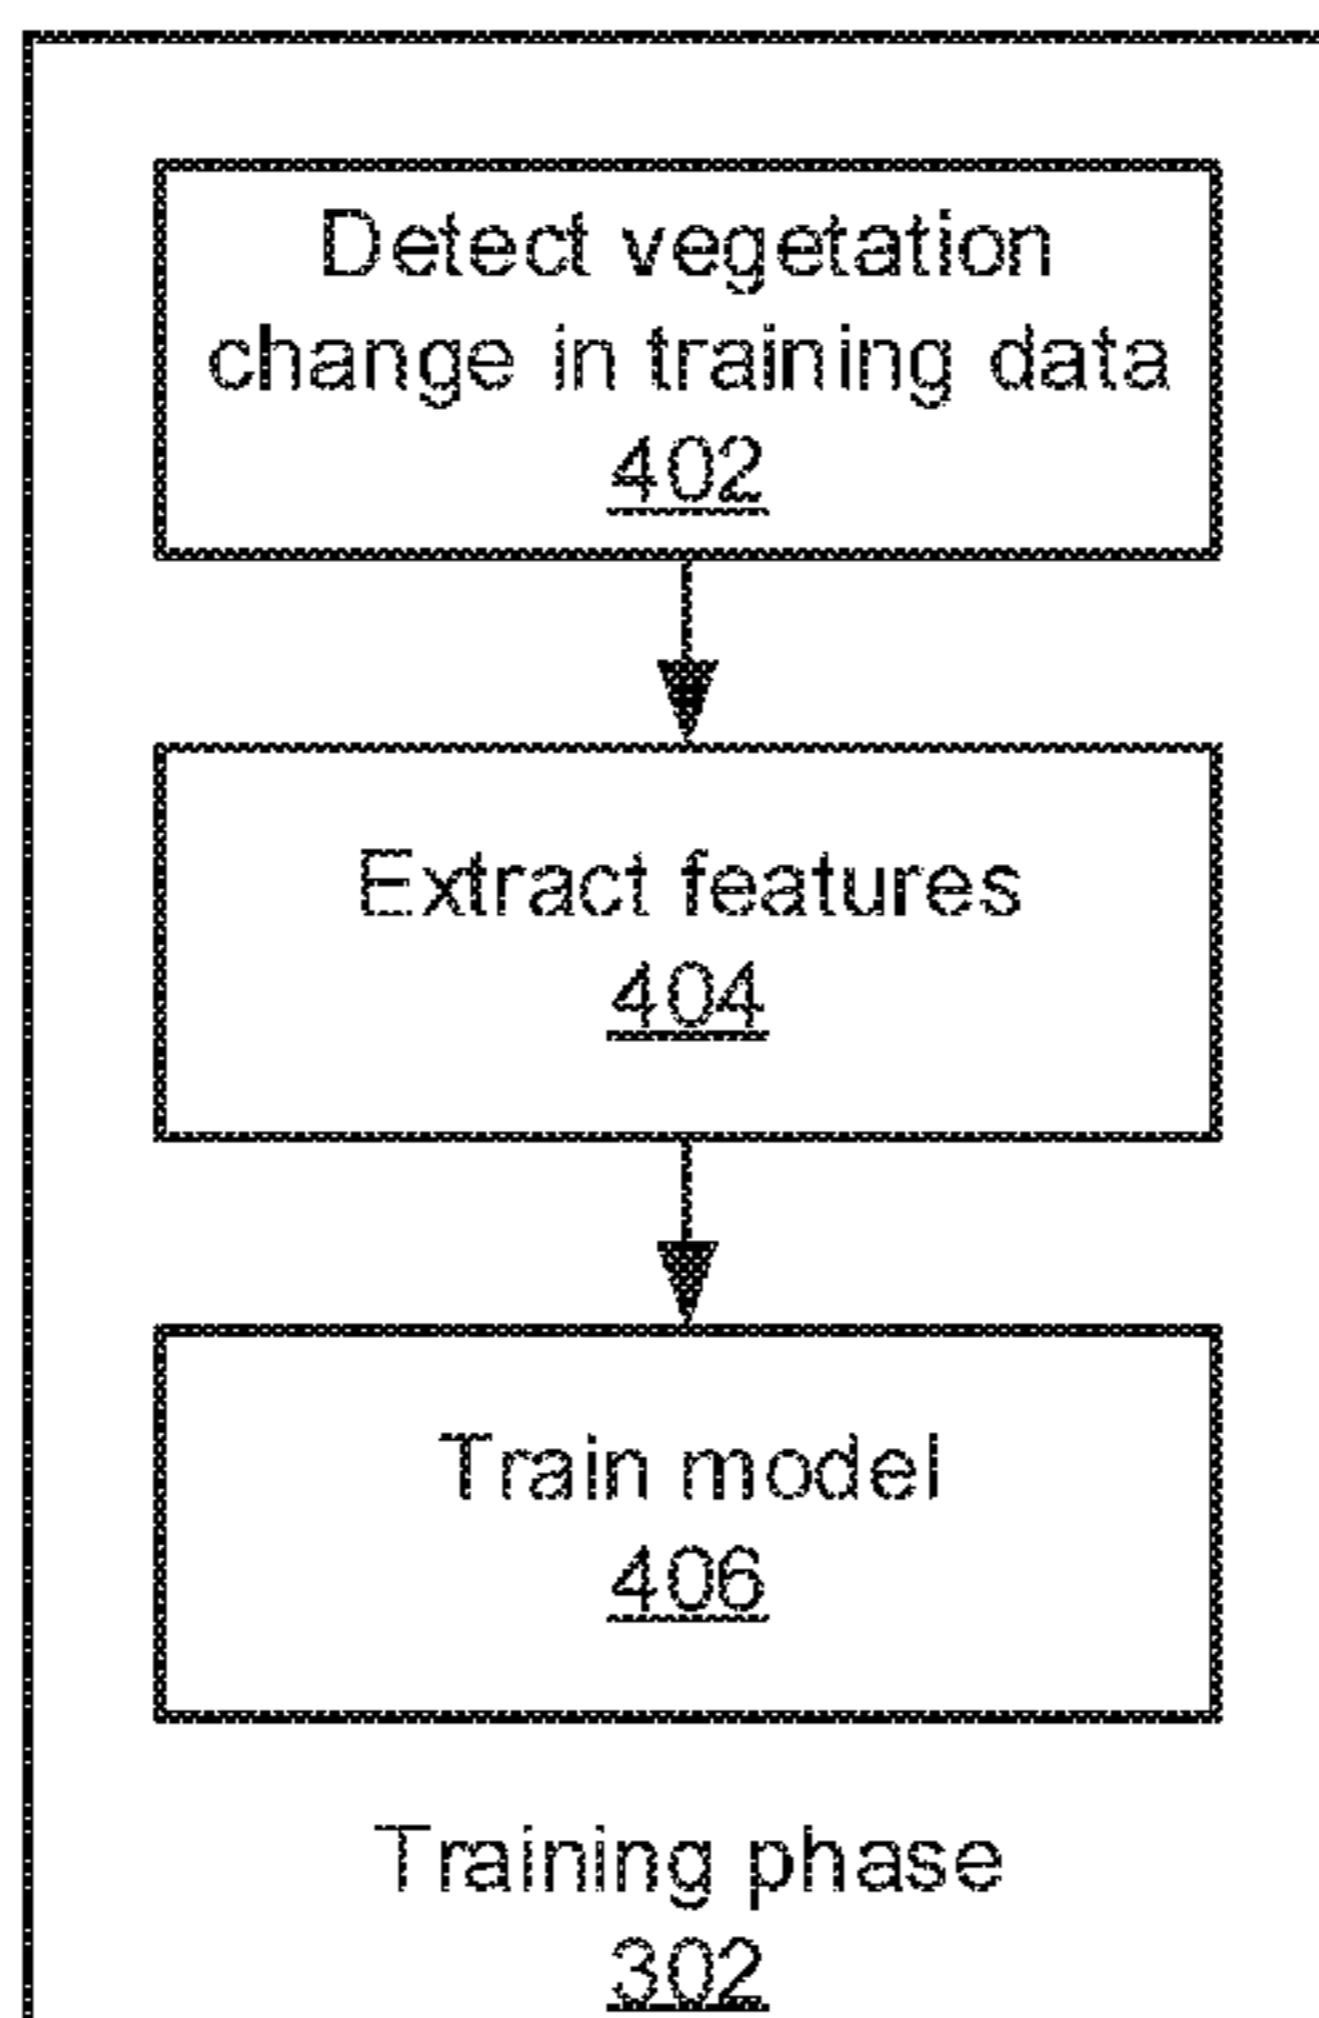 Detect vegetation
change in training data
402
Extract features
404
Train model
406
Training phase
302